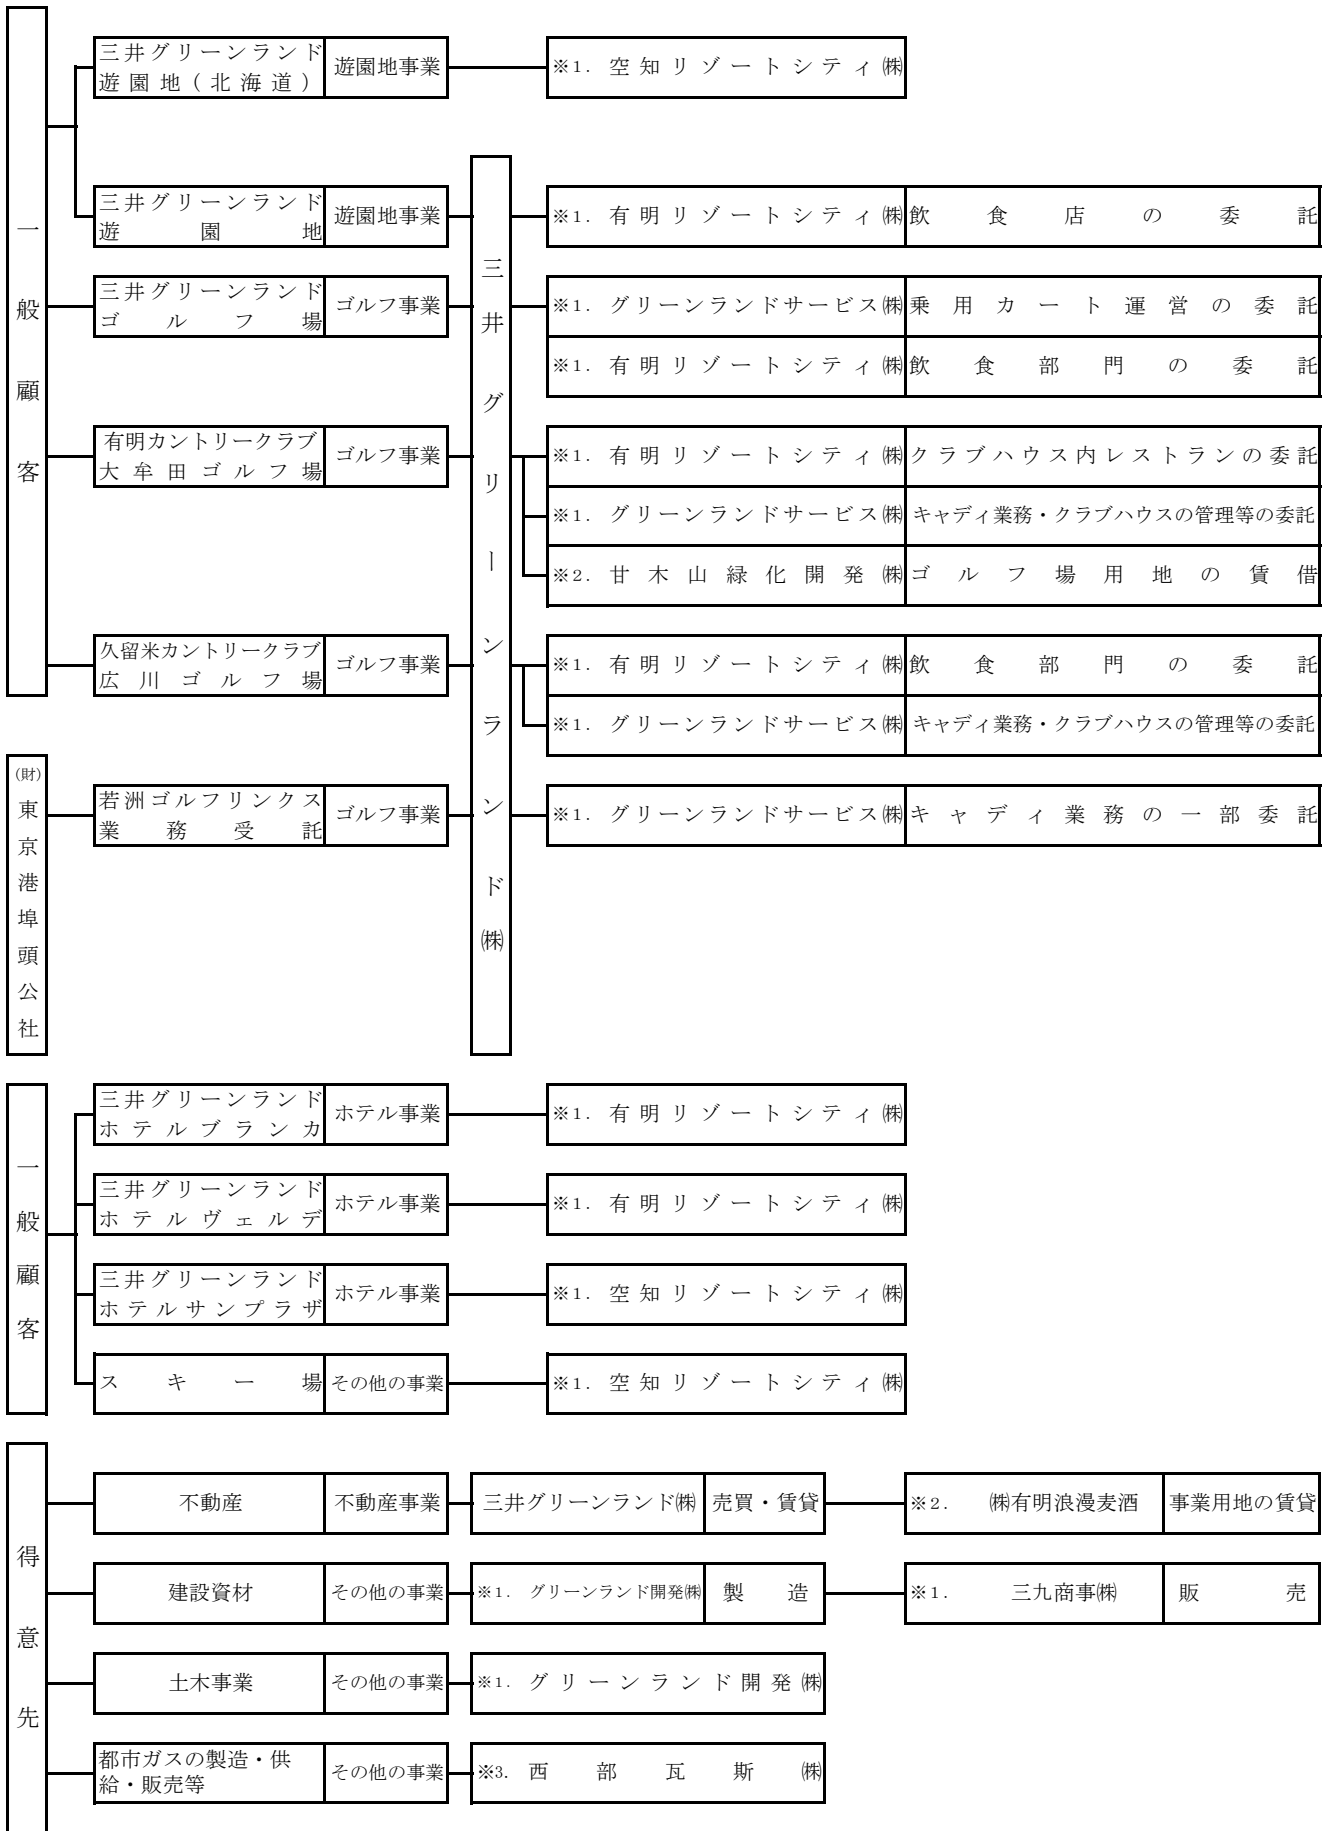 一般顧客
三井グリーンランド
遊園地(北海道)
遊園地事業
※1. 空知リゾートシティ㈱
三井グリーンランド
遊園地
遊園地事業
三井グリーンランド㈱
※1. 有明リゾートシティ㈱
飲食店の委託
三井グリーンランド
ゴルフ場
ゴルフ事業
※1. グリーンランドサービス㈱
乗用カート運営の委託
※1. 有明リゾートシティ㈱
飲食部門の委託
有明カントリークラブ
大牟田ゴルフ場
ゴルフ事業
※1. 有明リゾートシティ㈱
クラブハウス内レストランの委託
※1. グリーンランドサービス㈱
キャディ業務・クラブハウスの管理等の委託
※2. 甘木山緑化開発㈱
ゴルフ場用地の賃借
久留米カントリークラブ
広川ゴルフ場
ゴルフ事業
※1. 有明リゾートシティ㈱
飲食部門の委託
※1. グリーンランドサービス㈱
キャディ業務・クラブハウスの管理等の委託
(財)東京港埠頭公社
若洲ゴルフリンクス
業務受託
ゴルフ事業
※1. グリーンランドサービス㈱
キャディ業務の一部委託
一般顧客
三井グリーンランド
ホテルブランカ
ホテル事業
※1. 有明リゾートシティ㈱
三井グリーンランド
ホテルヴェルデ
ホテル事業
※1. 有明リゾートシティ㈱
三井グリーンランド
ホテルサンプラザ
ホテル事業
※1. 空知リゾートシティ㈱
スキー場
その他の事業
※1. 空知リゾートシティ㈱
得意先
不動産
不動産事業
三井グリーンランド㈱
売買・賃貸
※2. ㈱有明浪漫麦酒
事業用地の賃貸
建設資材
その他の事業
※1. グリーンランド開発㈱
製造
※1. 三九商事㈱
販売
土木事業
その他の事業
※1. グリーンランド開発㈱
都市ガスの製造・供
給・販売等
その他の事業
※3. 西部瓦斯㈱